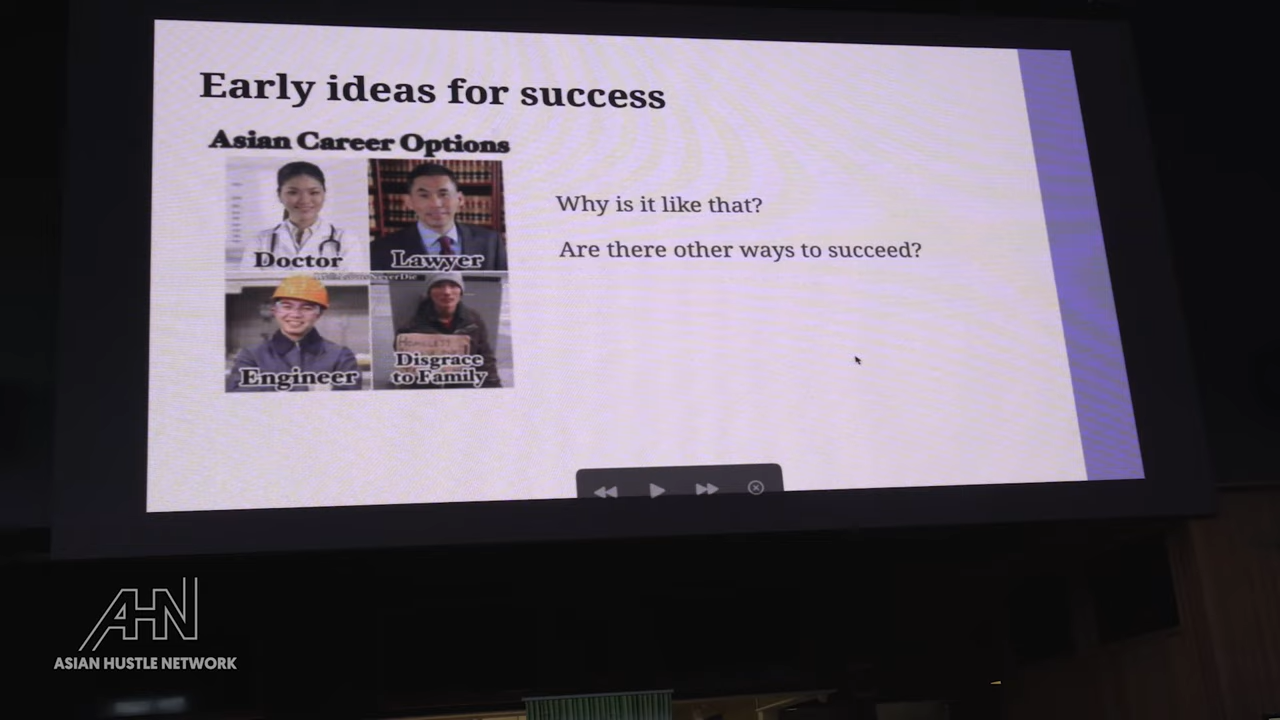 Early ideas for success
Asian Career Options
Doctor
Lawyer
Engineer
Disgrace
to Family
Why is it like that?
Are there other ways to succeed?
AHN
ASIAN HUSTLE NETWORK